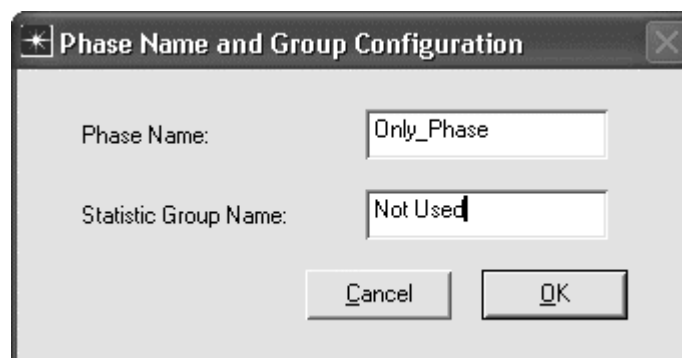 Phase Name and Group Configuration
Phase Name: Only_Phase
Statistic Group Name: Not Used
Cancel OK